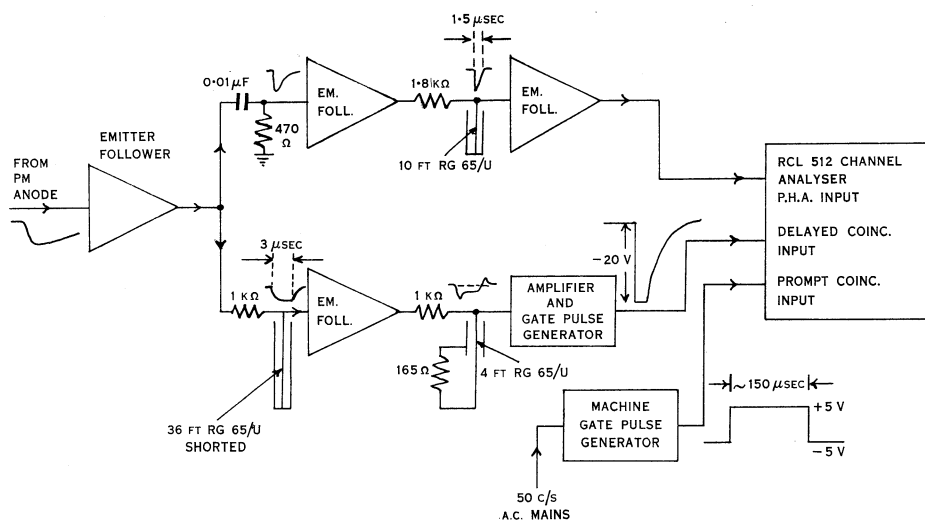 1·5 μSEC
0·01 μF
EM.
FOLL.
1·8 KΩ
EM.
FOLL.
470
Ω
EMITTER
FOLLOWER
10 FT RG 65/U
FROM
PM
ANODE
RCL 512 CHANNEL
ANALYSER
P.H.A. INPUT
DELAYED COINC.
INPUT
PROMPT COINC.
INPUT
3 μSEC
1 KΩ
EM.
FOLL.
1 KΩ
−20 V
AMPLIFIER
AND
GATE PULSE
GENERATOR
165Ω
4 FT RG 65/U
36 FT RG 65/U
SHORTED
MACHINE
GATE PULSE
GENERATOR
~150 μSEC
+5 V
−5 V
50 C/S
A.C. MAINS